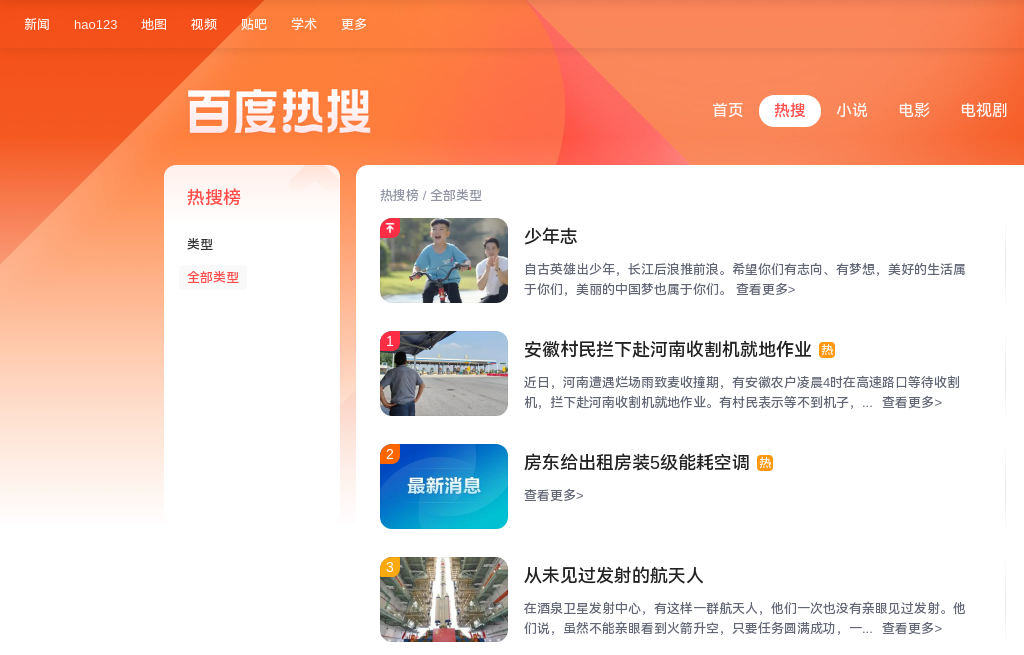 新闻 hao123 地图 视频 贴吧 学术 更多
百度热搜
首页 热搜 小说 电影 电视剧
热搜榜
类型
全部类型
热搜榜 / 全部类型
少年志
自古英雄出少年，长江后浪推前浪。希望你们有志向、有梦想，美好的生活属
于你们，美丽的中国梦也属于你们。 查看更多>
1
安徽村民拦下赴河南收割机就地作业 热
近日，河南遭遇烂场雨致麦收撞期，有安徽农户凌晨4时在高速路口等待收割
机，拦下赴河南收割机就地作业。有村民表示等不到机子，... 查看更多>
2
最新消息
房东给出租房装5级能耗空调 热
查看更多>
3
从未见过发射的航天人
在酒泉卫星发射中心，有这样一群航天人，他们一次也没有亲眼见过发射。他
们说，虽然不能亲眼看到火箭升空，只要任务圆满成功，一... 查看更多>